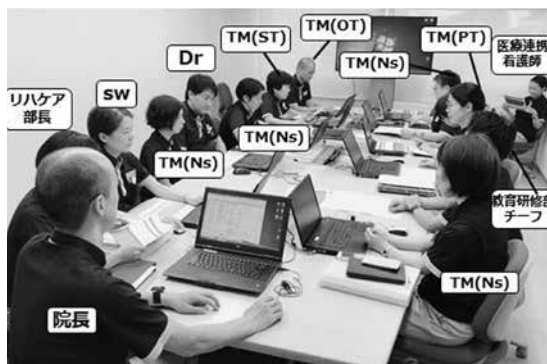 TM(ST)
TM(OT)
TM(PT)
医療連携
看護師
Dr
TM(Ns)
リハケア
部長
sw
TM(Ns)
TM(Ns)
教育研修部
チーフ
TM(Ns)
院長